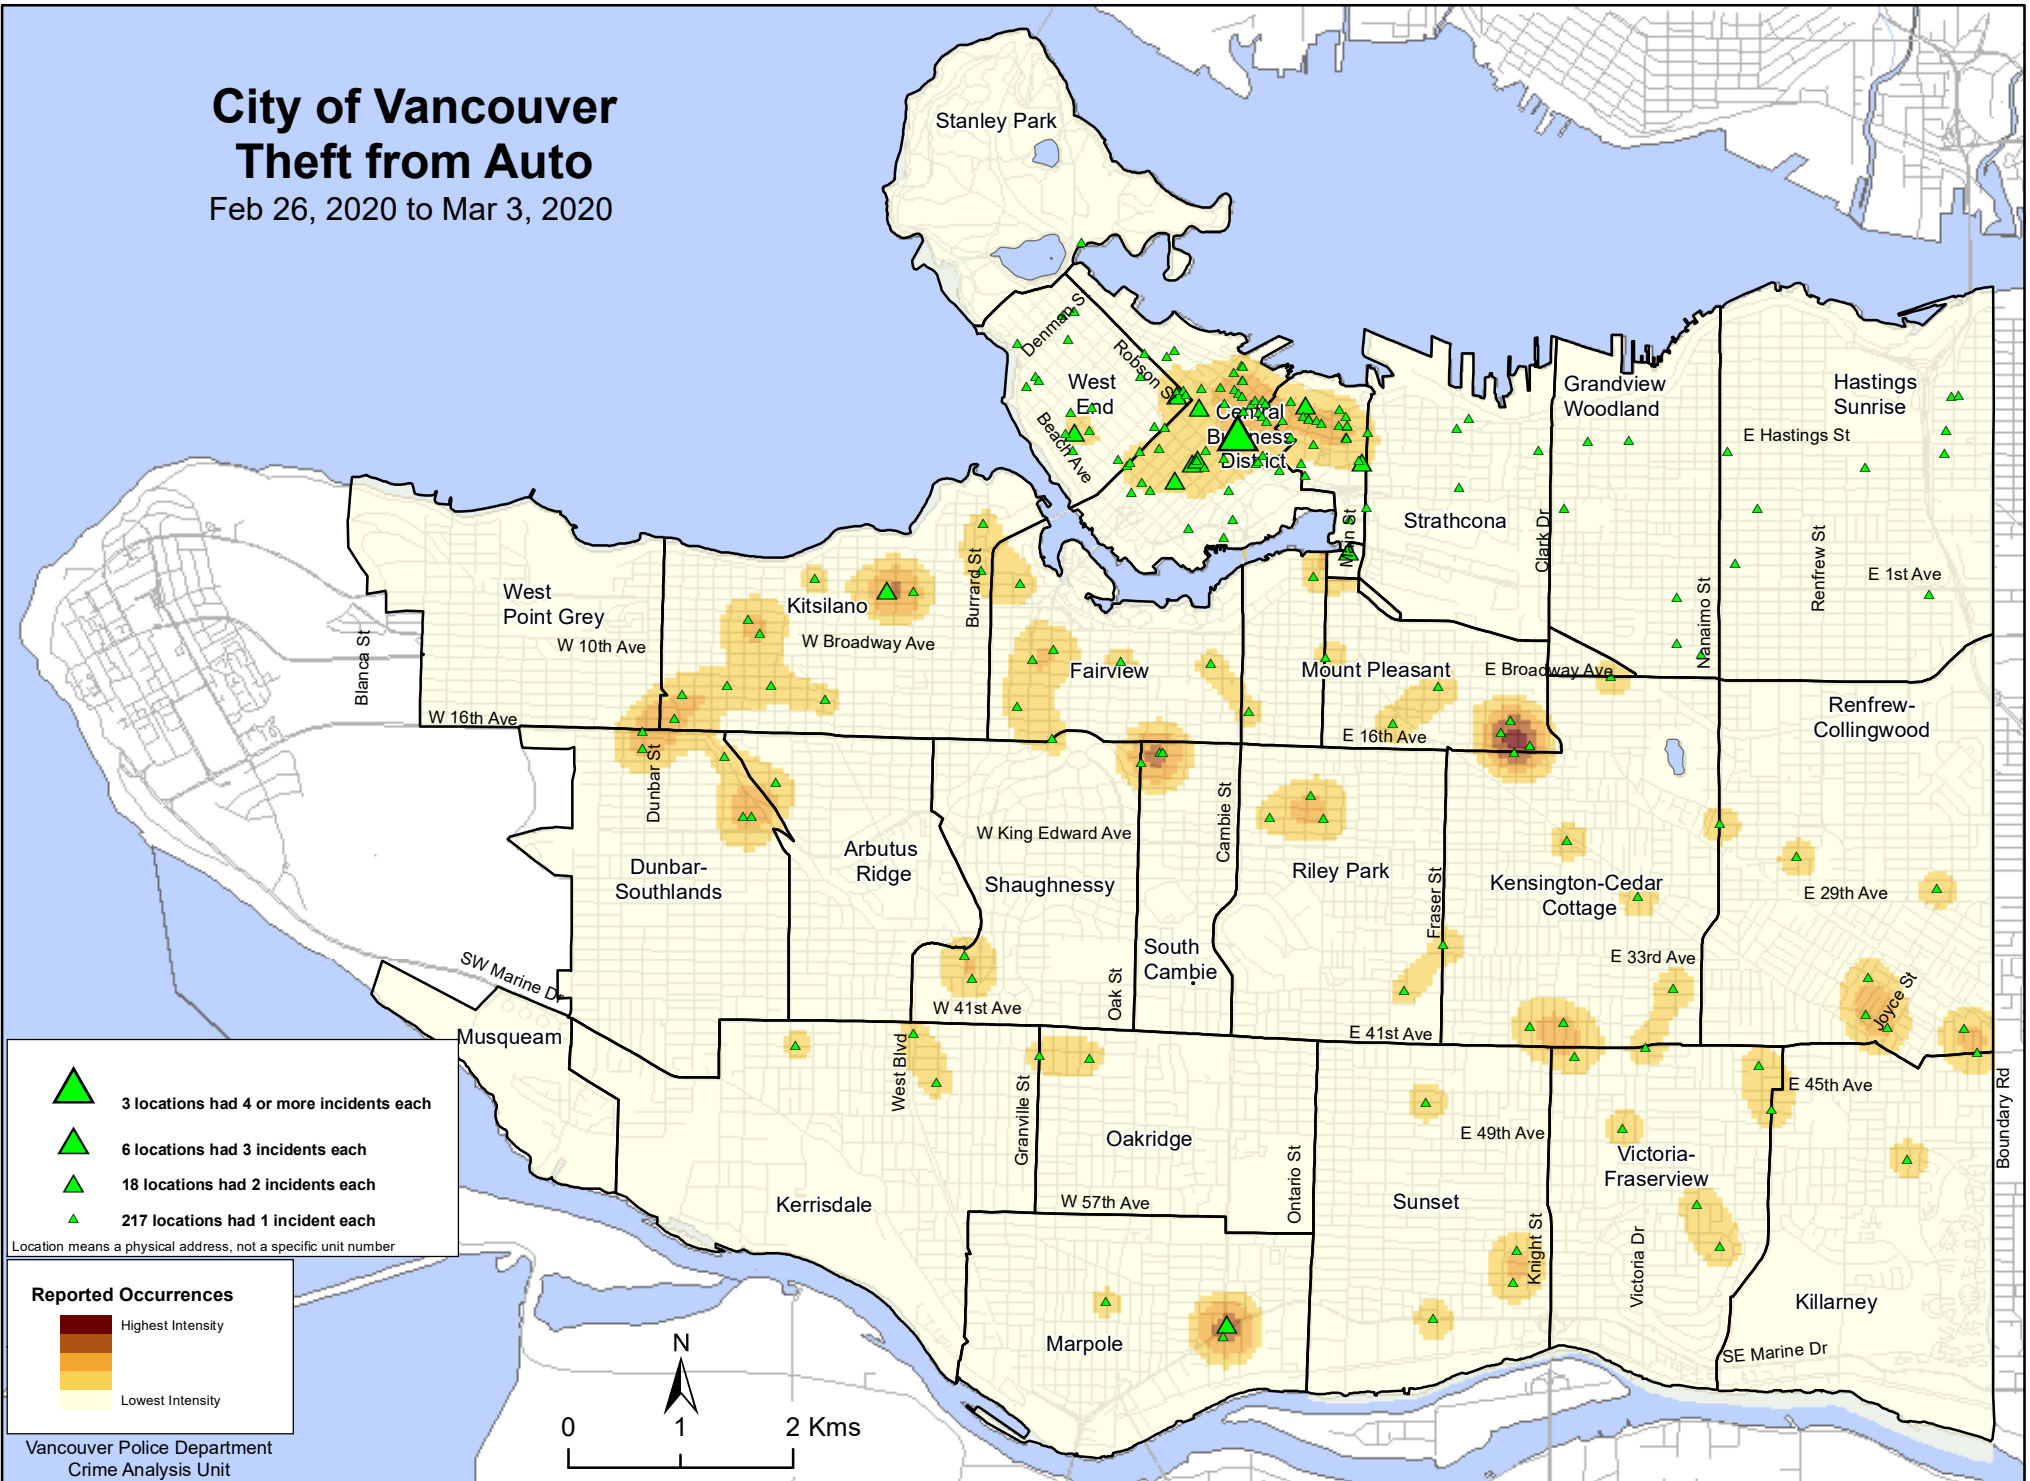 City of Vancouver
Theft from Auto
Feb 26, 2020 to Mar 3, 2020
Stanley Park
Denman S
Robson S
West
End
Beach Ave
Central
Business
District
Main St
Strathcona
Clark Dr
Grandview
Woodland
Hastings
Sunrise
E Hastings St
Nanaimo St
Renfrew St
E 1st Ave
West
Point Grey
W 10th Ave
Blanca St
W 16th Ave
Kitsilano
W Broadway Ave
Burrard St
Fairview
Mount Pleasant
E Broadway Ave
E 16th Ave
Renfrew-
Collingwood
Dunbar St
Dunbar-
Southlands
Arbutus
Ridge
W King Edward Ave
Shaughnessy
Cambie St
Riley Park
Fraser St
Kensington-Cedar
Cottage
E 29th Ave
E 33rd Ave
South
Cambie
Oak St
W 41st Ave
E 41st Ave
Joyce St
SW Marine Dr
Musqueam
West Blvd
Granville St
Oakridge
W 57th Ave
Ontario St
Kerrisdale
Sunset
E 49th Ave
Knight St
Victoria-
Fraserview
Victoria Dr
E 45th Ave
Boundary Rd
Killarney
SE Marine Dr
Marpole
3 locations had 4 or more incidents each
6 locations had 3 incidents each
18 locations had 2 incidents each
217 locations had 1 incident each
Location means a physical address, not a specific unit number
Reported Occurrences
Highest Intensity
Lowest Intensity
Vancouver Police Department
Crime Analysis Unit
N
0 1 2 Kms